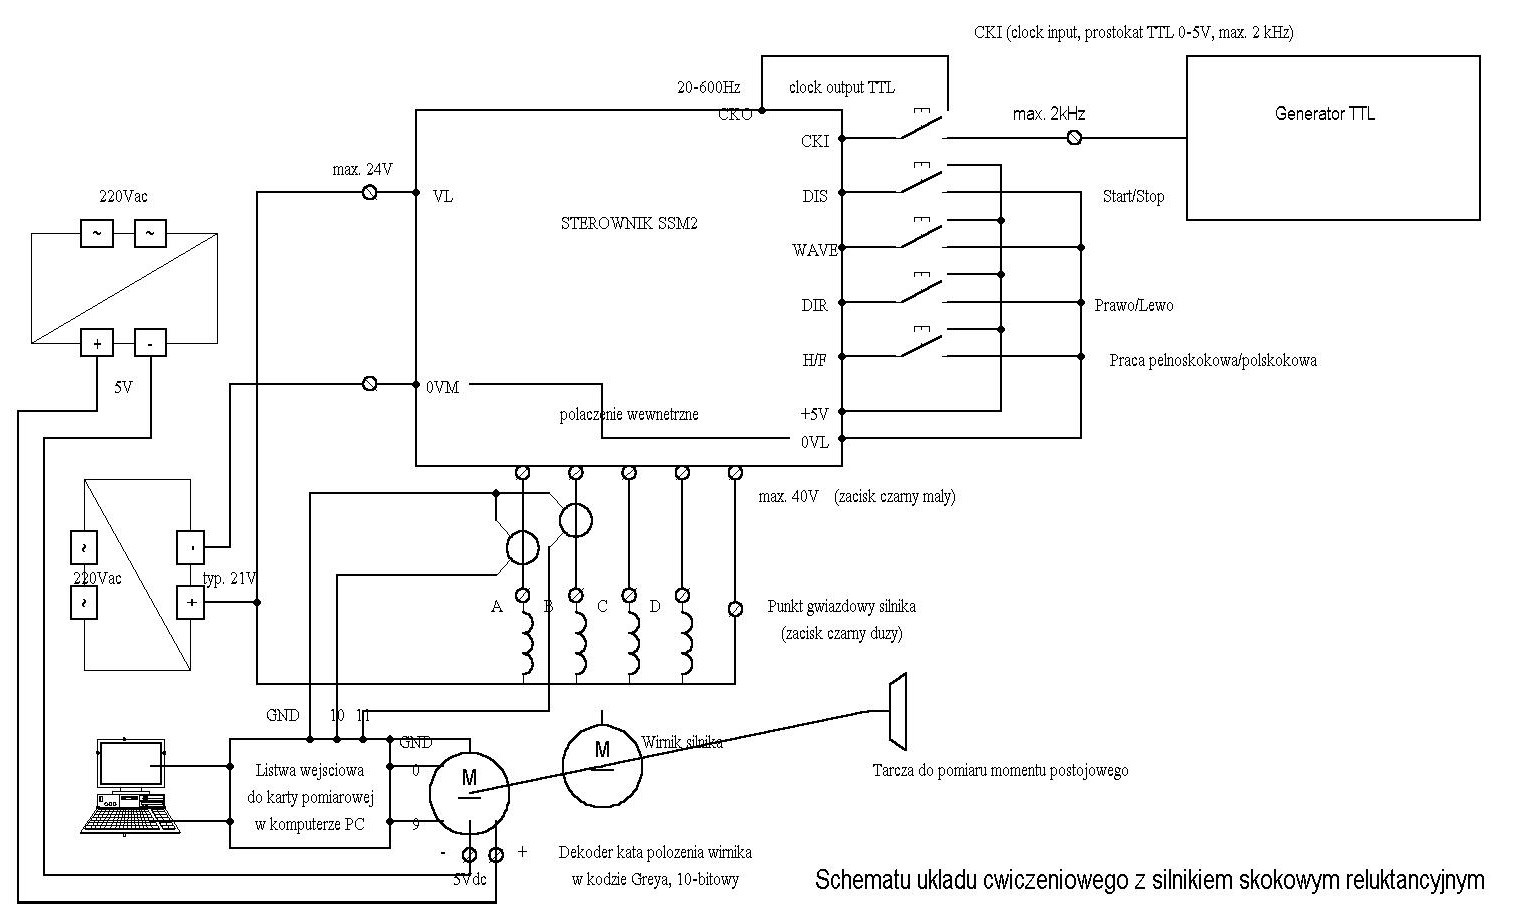 CKI (clock input, prostokat TTL 0-5V, max. 2 kHz)
20-600Hz
clock output TTL
CKO
max. 2kHz
Generator TTL
CKI
max. 24V
220Vac
~ ~
VL
DIS
Start/Stop
STEROWNIK SSM2
WAVE
DIR
Prawo/Lewo
+ -
H/F
Praca pelnoskokowa/polskokowa
5V
0VM
polaczenie wewnetrzne
+5V
0VL
max. 40V (zacisk czarny maly)
~ -
220Vac
typ. 21V
~ +
A B C D
Punkt gwiazdowy silnika
(zacisk czarny duzy)
GND 10 11
GND
M
Wirnik silnika
Listwa wejsciowa
do karty pomiarowej
w komputerze PC
0
M
9
Tarcza do pomiaru momentu postojowego
- +
5Vdc
Dekoder kata polozenia wirnika
w kodzie Greya, 10-bitowy
Schematu ukladu cwiczeniowego z silnikiem skokowym reluktancyjnym